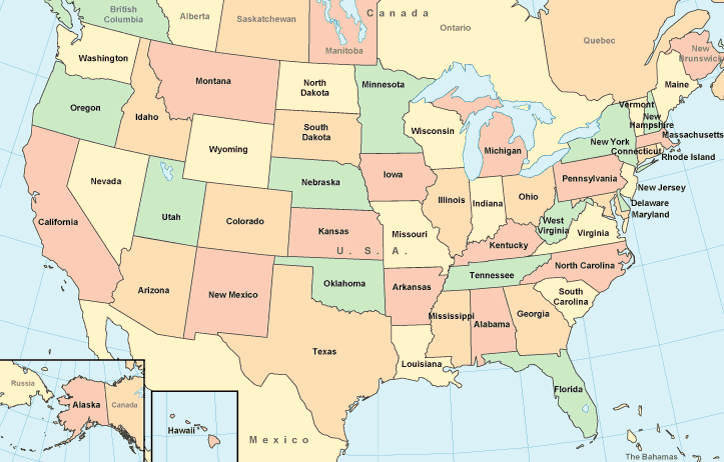 Canada
British
Columbia
Alberta
Saskatchewan
Manitoba
Ontario
Quebec
New
Brunswick
Washington
Montana
North
Dakota
Minnesota
Maine
Oregon
Idaho
South
Dakota
Wisconsin
Vermont
New
Hampshire
Massachusetts
Wyoming
Michigan
New York
Connecticut
Rhode Island
Nevada
Nebraska
Iowa
Pennsylvania
New Jersey
Utah
Colorado
Illinois
Indiana
Ohio
Delaware
Maryland
California
Kansas
Missouri
West
Virginia
Virginia
Kentucky
U. S. A.
North Carolina
Tennessee
Arizona
New Mexico
Oklahoma
Arkansas
South
Carolina
Mississippi
Alabama
Georgia
Texas
Louisiana
Florida
Russia
Alaska
Canada
Hawaii
Mexico
The Bahamas